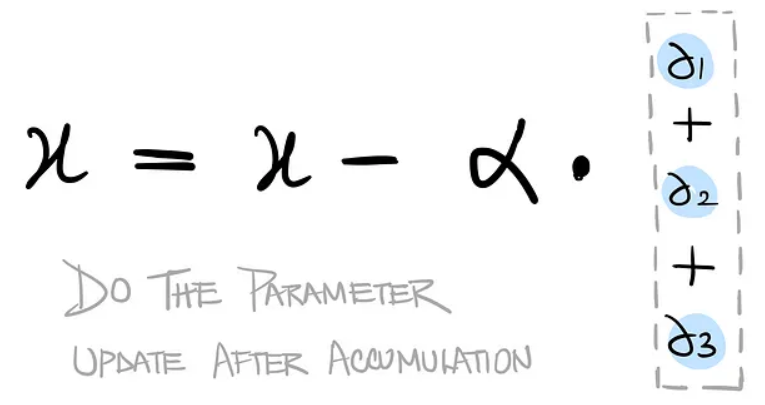 x = x - α • ∂1 + ∂2 + ∂3
DO THE PARAMETER
UPDATE AFTER ACCUMULATION